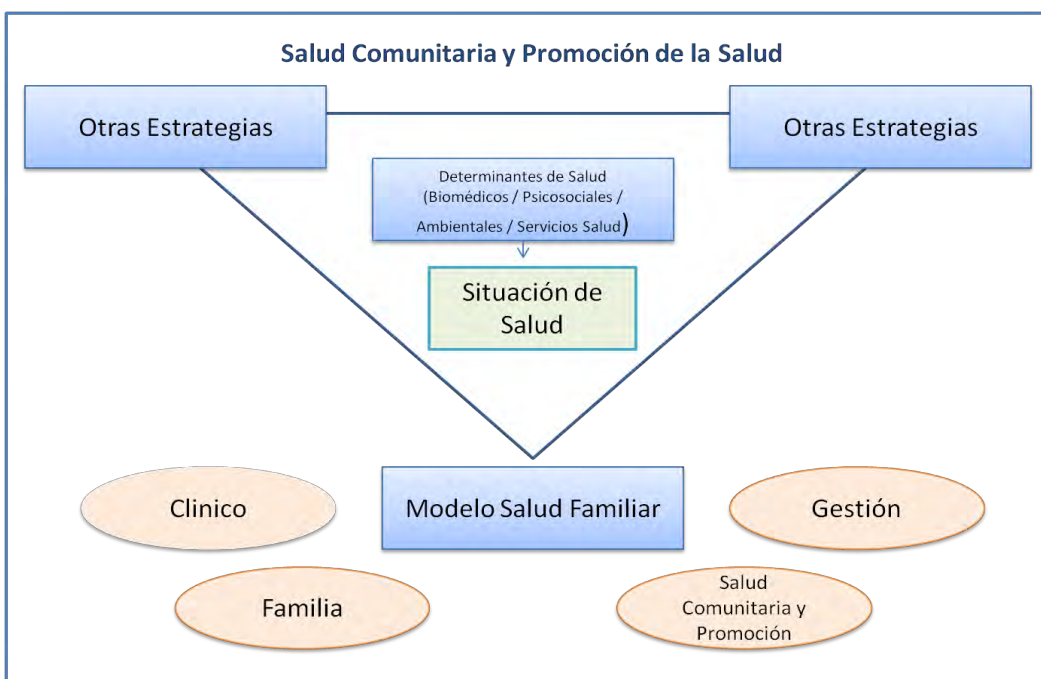 Salud Comunitaria y Promoción de la Salud
Otras Estrategias
Otras Estrategias
Determinantes de Salud
(Biomédicos / Psicosociales /
Ambientales / Servicios Salud)
Situación de
Salud
Clinico
Modelo Salud Familiar
Gestión
Familia
Salud
Comunitaria y
Promoción